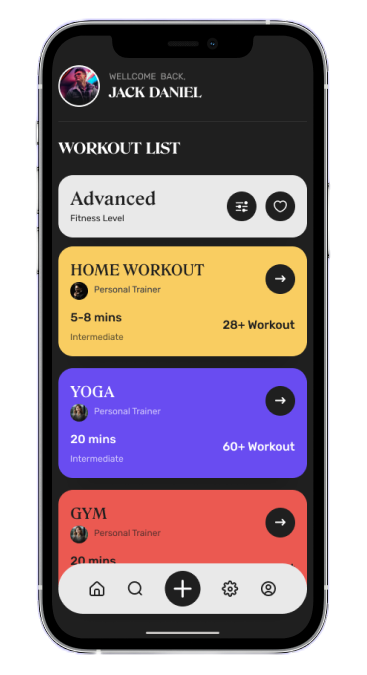 WELLCOME BACK,
JACK DANIEL
WORKOUT LIST
Advanced
Fitness Level
HOME WORKOUT
Personal Trainer
5-8 mins
28+ Workout
Intermediate
YOGA
Personal Trainer
20 mins
60+ Workout
Intermediate
GYM
Personal Trainer
20 mins